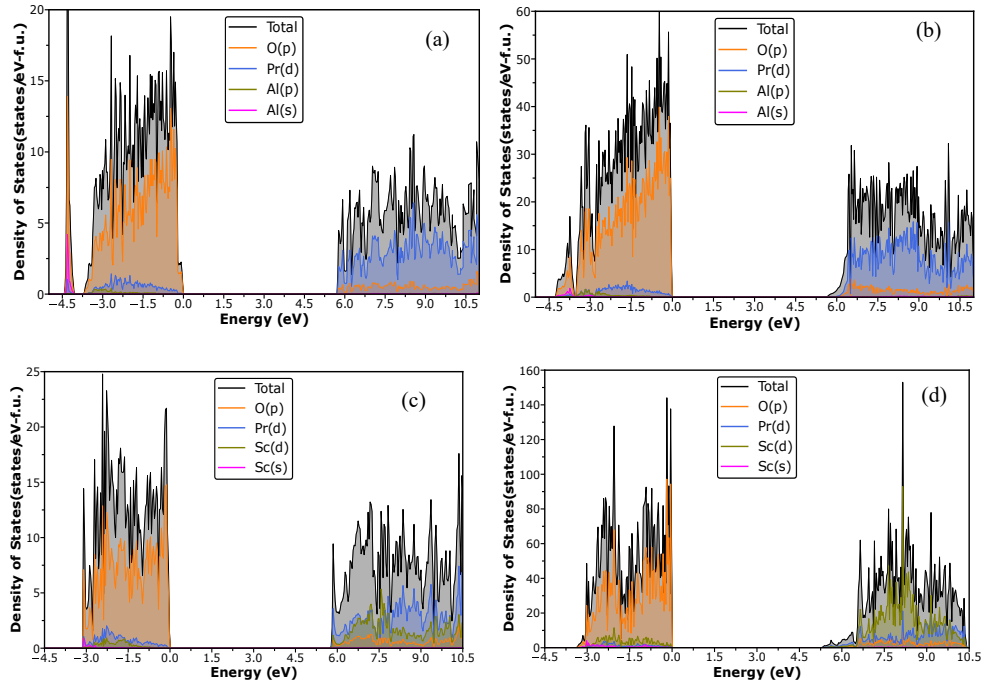 (a)
Total
O(p)
Pr(d)
Al(p)
Al(s)
Density of States(states/eV-f.u.)
20
15
10
5
0
−4.5 −3.0 −1.5 0.0 1.5 3.0 4.5 6.0 7.5 9.0 10.5
Energy (eV)
(b)
Total
O(p)
Pr(d)
Al(p)
Al(s)
Density of States(states/eV-f.u.)
60
50
40
30
20
10
0
−4.5 −3.0 −1.5 0.0 1.5 3.0 4.5 6.0 7.5 9.0 10.5
Energy (eV)
(c)
Total
O(p)
Pr(d)
Sc(d)
Sc(s)
Density of States(states/eV-f.u.)
25
20
15
10
5
0
−4.5 −3.0 −1.5 0.0 1.5 3.0 4.5 6.0 7.5 9.0 10.5
Energy (eV)
(d)
Total
O(p)
Pr(d)
Sc(d)
Sc(s)
Density of States(states/eV-f.u.)
160
140
120
100
80
60
40
20
0
−4.5 −3.0 −1.5 0.0 1.5 3.0 4.5 6.0 7.5 9.0 10.5
Energy (eV)